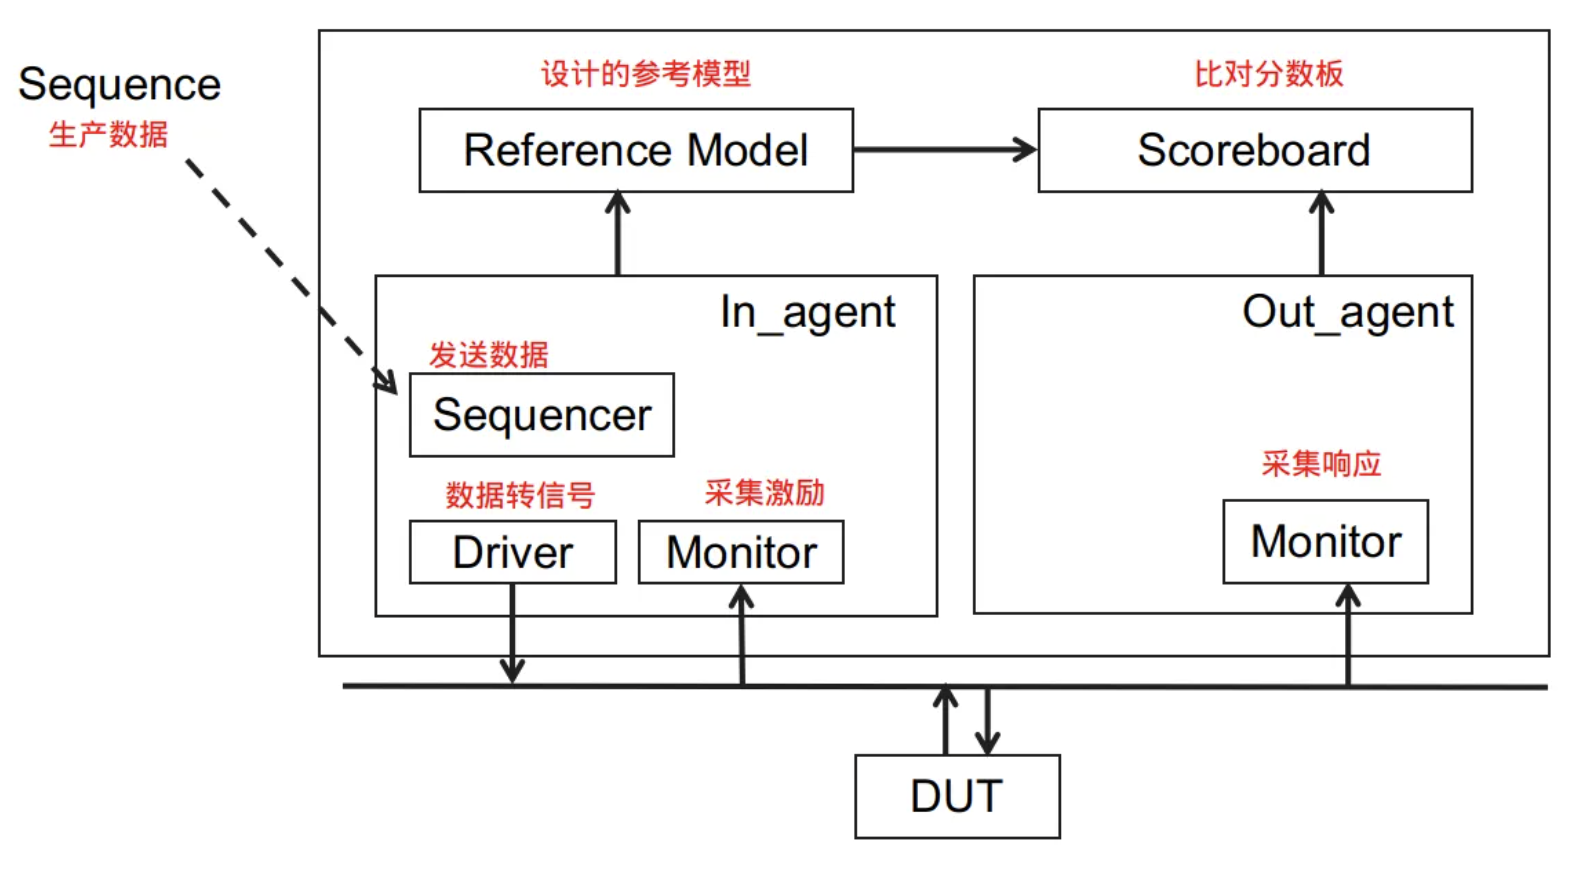 Sequence
生产数据
设计的参考模型
Reference Model
比对分数板
Scoreboard
In_agent
发送数据
Sequencer
数据转信号
Driver
采集激励
Monitor
Out_agent
采集响应
Monitor
DUT